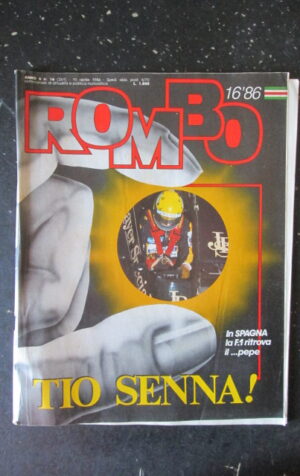 16'86
ROMBO
In SPAGNA
la F.1 ritrova
il ...pepe
TIO SENNA!